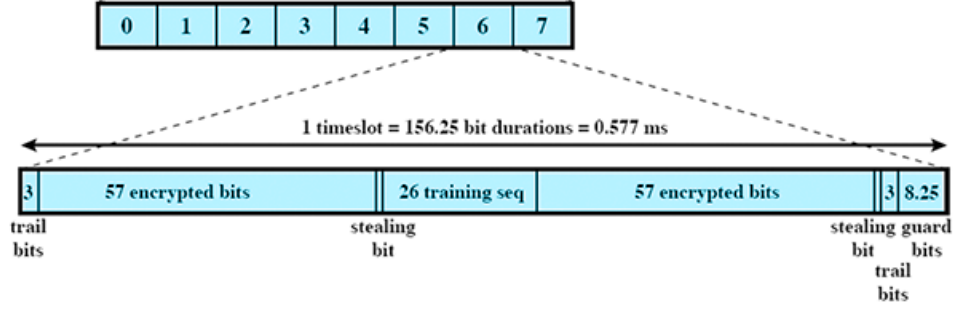 0 1 2 3 4 5 6 7
1 timeslot = 156.25 bit durations = 0.577 ms
3 57 encrypted bits 26 training seq 57 encrypted bits 3 8.25
trail stealing stealing guard
bits bit bit bits
trail
bits